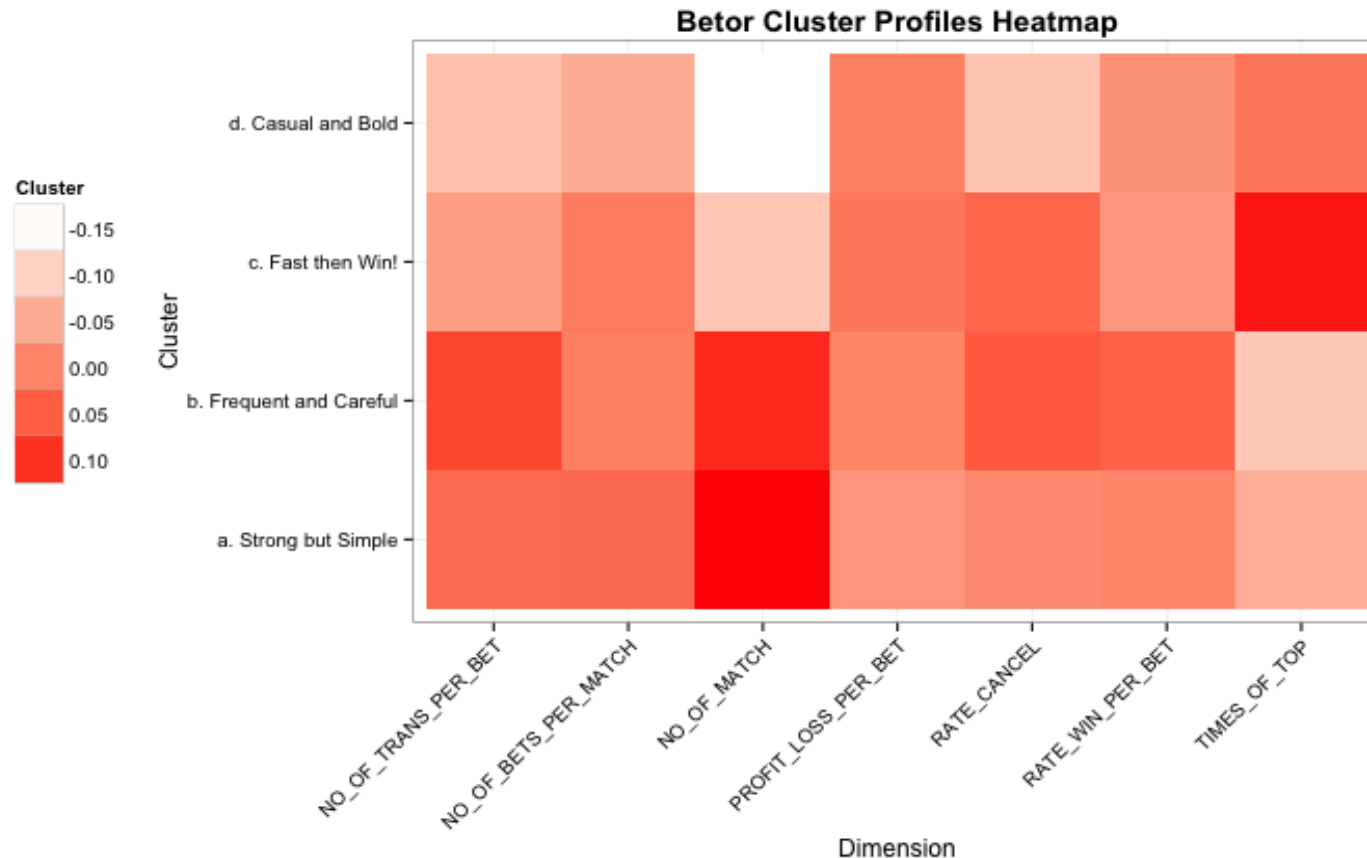 Betor Cluster Profiles Heatmap
Cluster
-0.15
-0.10
-0.05
0.00
0.05
0.10
Cluster
d. Casual and Bold
c. Fast then Win!
b. Frequent and Careful
a. Strong but Simple
NO_OF_TRANS_PER_BET
NO_OF_BETS_PER_MATCH
NO_OF_MATCH
PROFIT_LOSS_PER_BET
RATE_CANCEL
RATE_WIN_PER_BET
TIMES_OF_TOP
Dimension